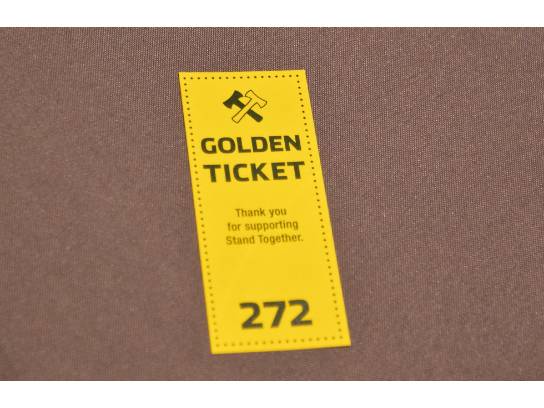 GOLDEN
TICKET
Thank you
for supporting
Stand Together.
272